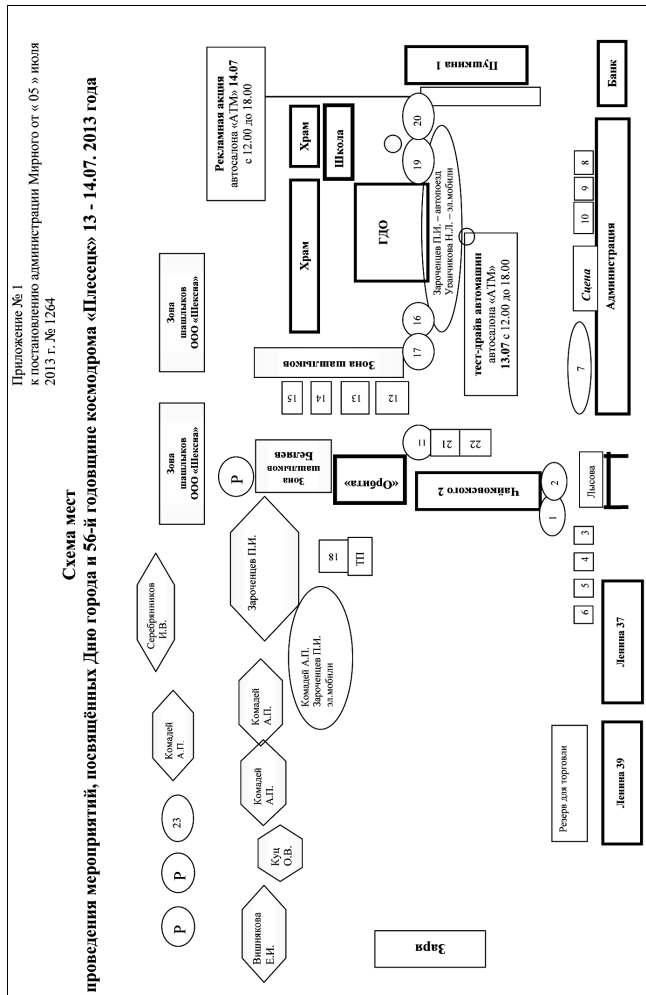 Приложение № 1
к постановлению администрации Мирного от « 05 » июля
2013 г. № 1264
Схема мест
проведения мероприятий, посвящённых Дню города и 56-й годовщине космодрома «Плесецк» 13 - 14.07. 2013 года
Р
Р
23
Комадей
А.П.
Серебрянников
И.В.
Зона
шашлыков
ООО «Шексна»
Зона
шашлыков
ООО «Шексна»
Рекламная акция
автосалона «АТМ» 14.07
с 12.00 до 18.00
Вишнякова
Е.И.
Куц
О.В.
Комадей
А.П.
Комадей
А.П.
Зароченцев П.И.
Р
Зона
шашлыков
Беляев
Зона шашлыков
Храм
Храм
Школа
Комадей А.П.
Зароченцев П.И.
эл.мобили
18
ТП
«Орбита»
15
14
13
12
ГДО
Пушкина 1
11
21
22
17
16
19
20
Зароченцев П.И. – автопоезд
Уранчикова Н.Л. – эл.мобили
Заря
Чайковского 2
тест-драйв автомашин
автосалона «АТМ»
13.07 с 12.00 до 18.00
1
2
Резерв для торговли
6
5
4
3
Лысова
7
Сцена
10
9
8
Ленина 39
Ленина 37
Администрация
Банк